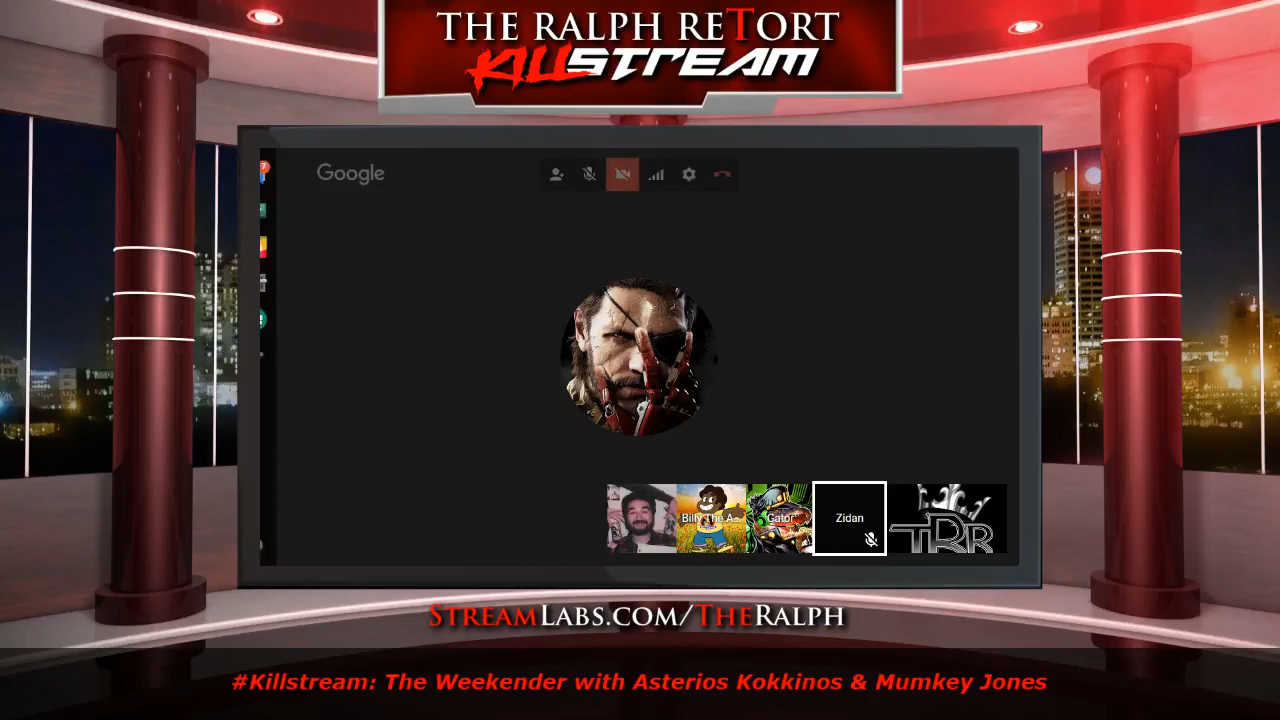 THE RALPH RETORT
KILLSTREAM
Google
7
Billy The A...
Gator
Zidan
TRR
STREAMLABS.COM/THERALPH
#Killstream: The Weekender with Asterios Kokkinos & Mumkey Jones